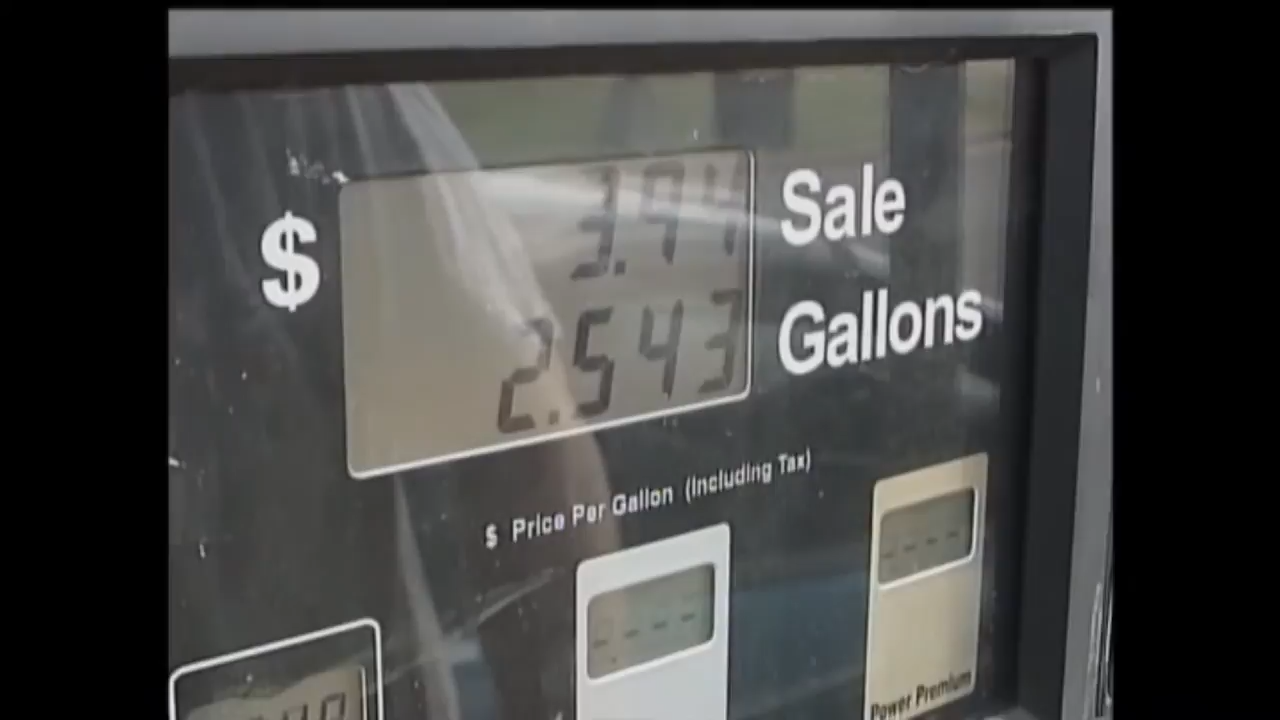 $ 3.94 Sale
2.543 Gallons
$ Price Per Gallon (Including Tax)
- - - -
- - - -
Power Premium